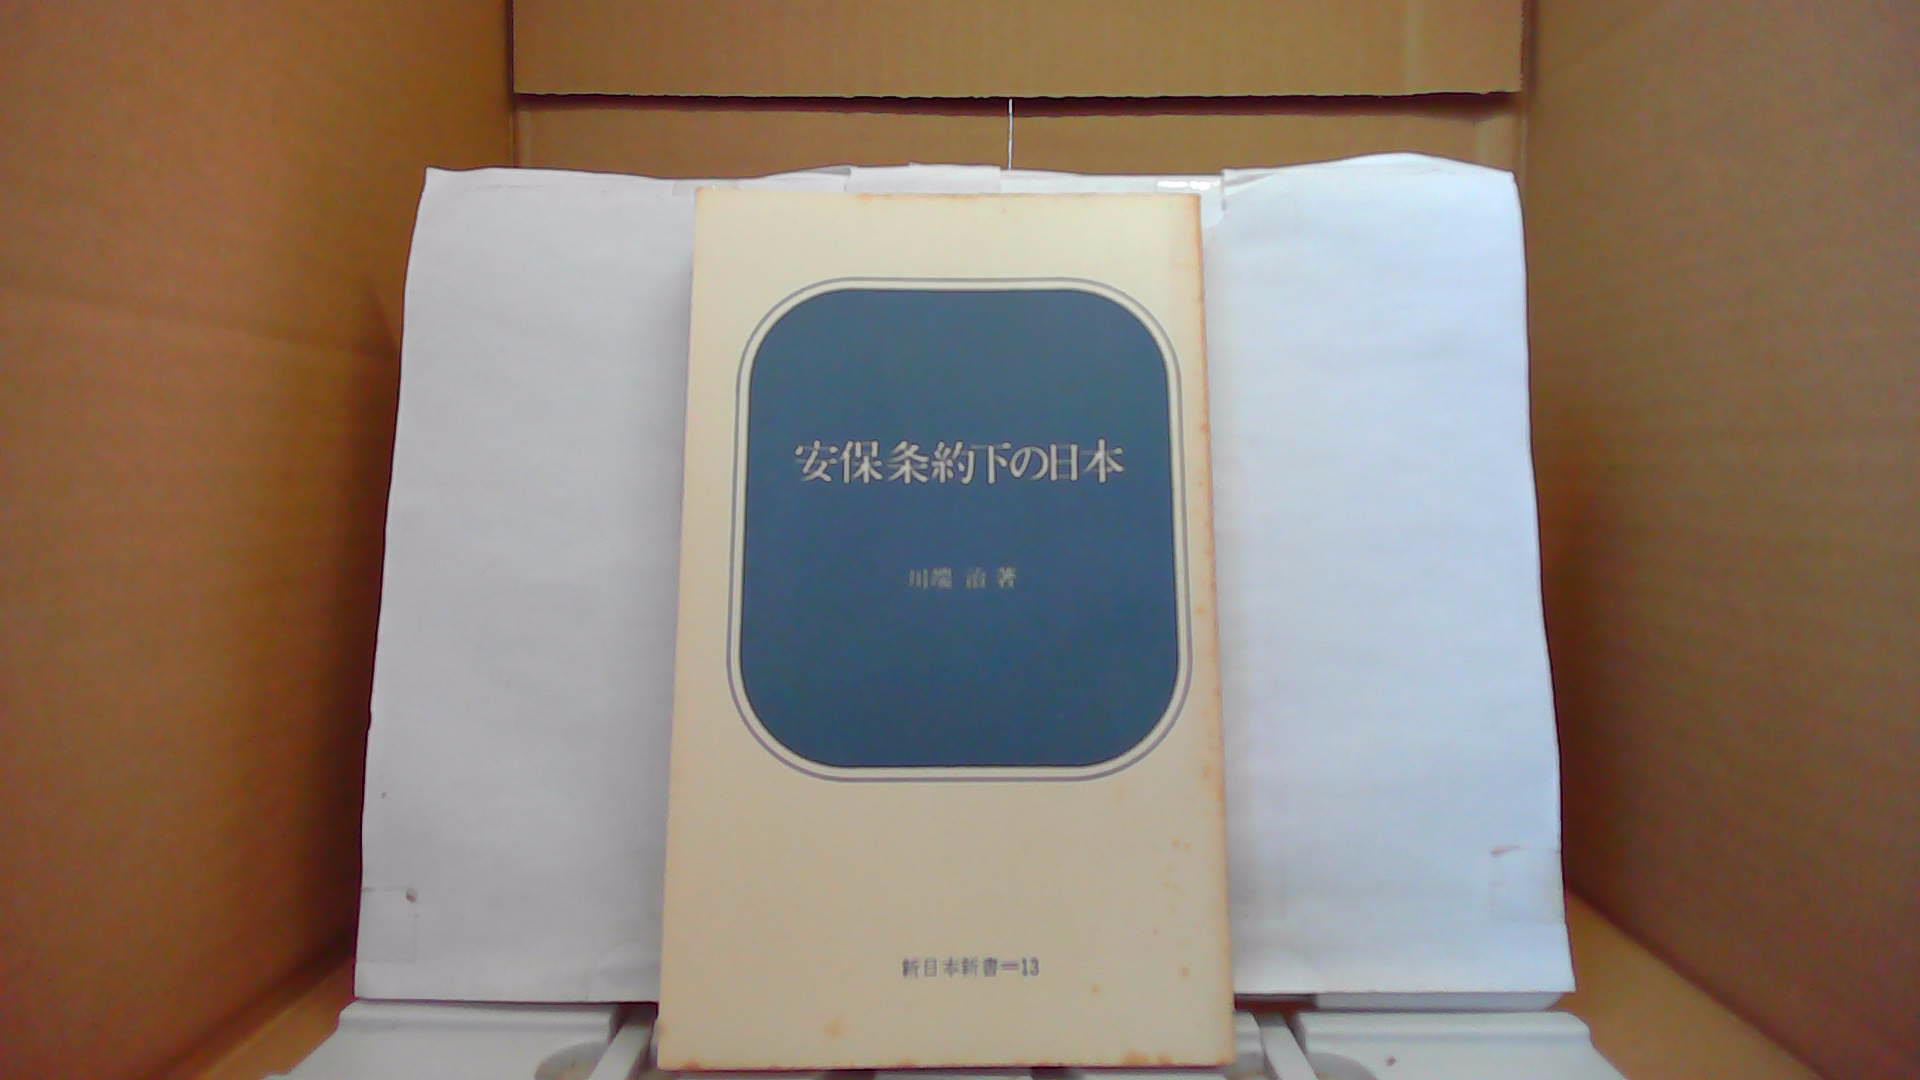 安保条約下の日本
川端 治 著
新日本新書—13